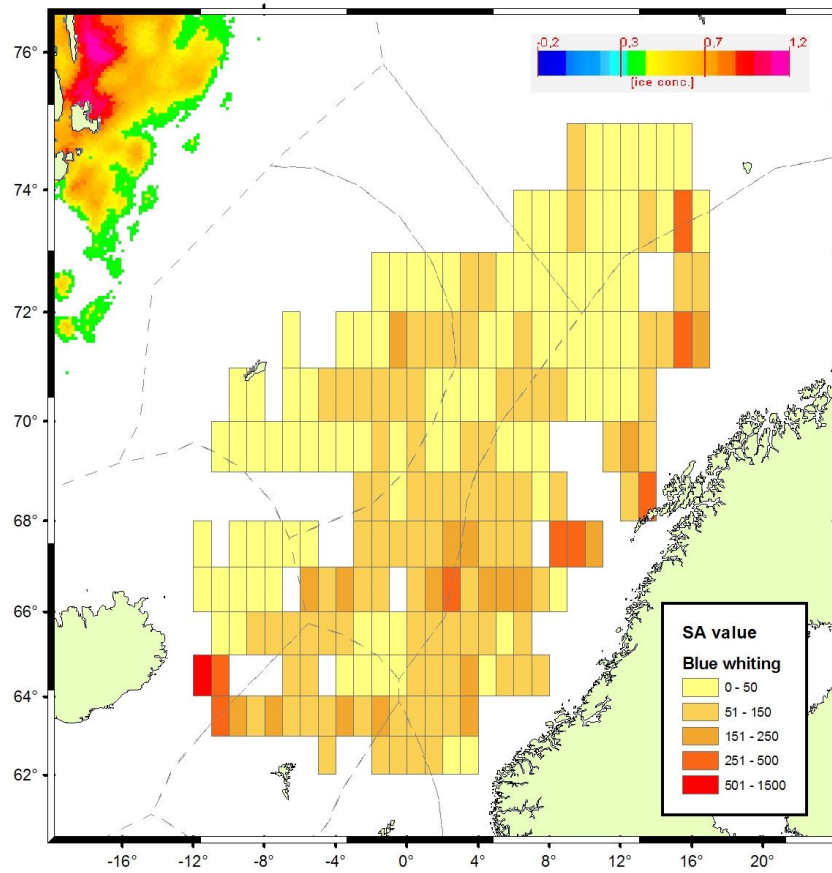 -0,2 0,3 0,7 1,2
[ice conc.]
76°
74°
72°
70°
68°
66°
64°
62°
SA value
Blue whiting
0 - 50
51 - 150
151 - 250
251 - 500
501 - 1500
-16° -12° -8° -4° 0° 4° 8° 12° 16° 20°